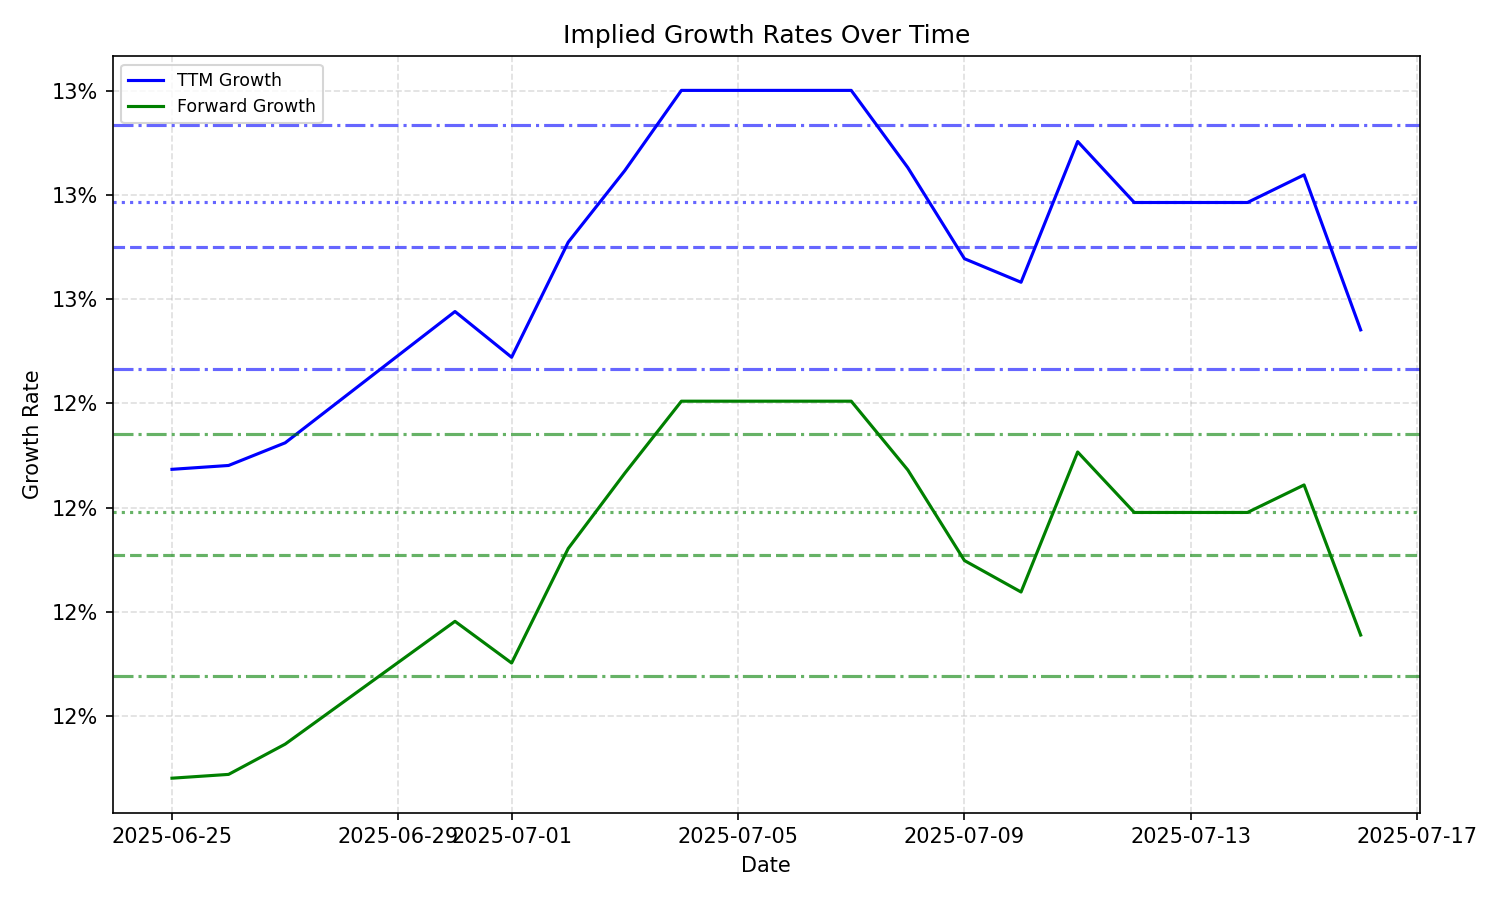 Implied Growth Rates Over Time
TTM Growth
Forward Growth
13%
13%
13%
12%
12%
12%
12%
Growth Rate
2025-06-25
2025-06-29
2025-07-01
2025-07-05
2025-07-09
2025-07-13
2025-07-17
Date